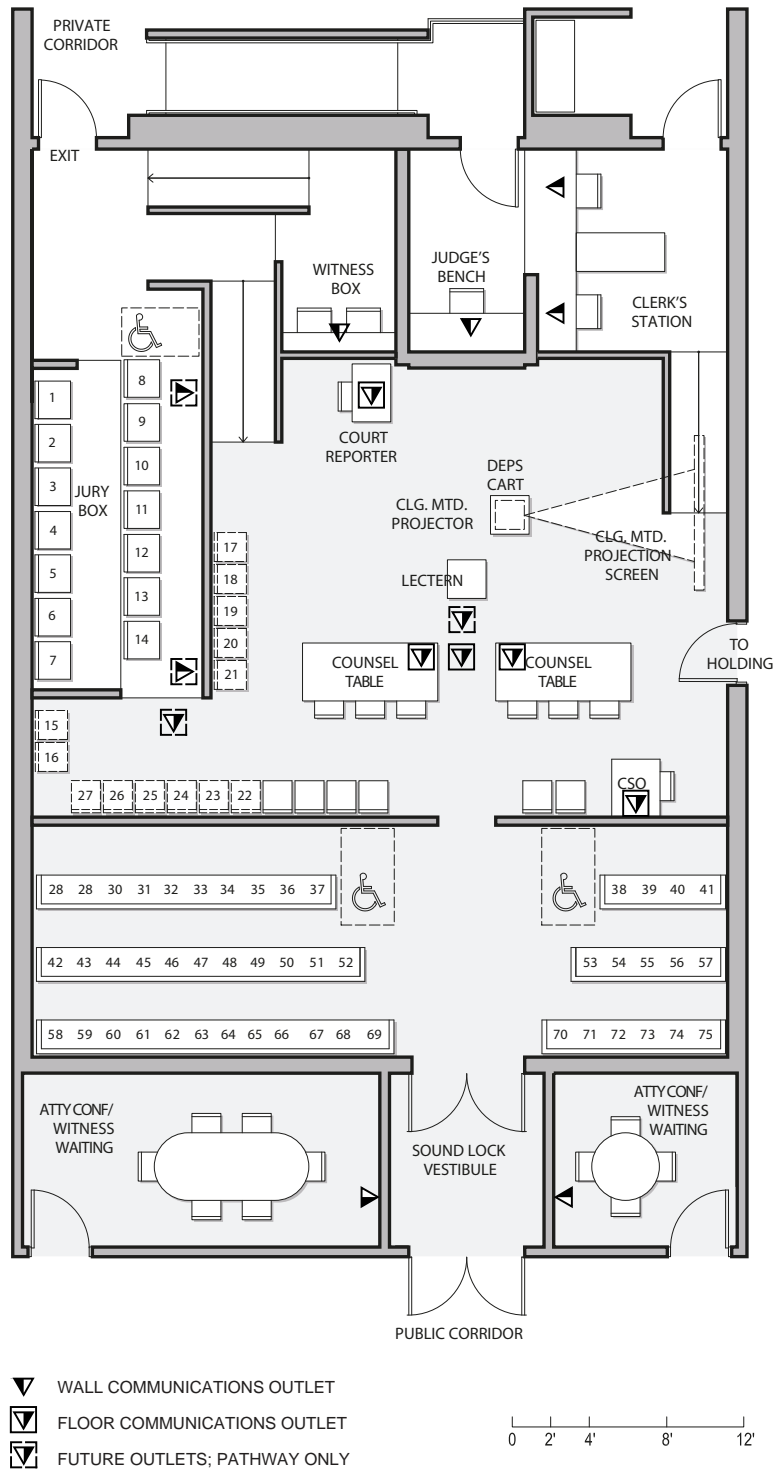 PRIVATE
CORRIDOR
EXIT
WITNESS
BOX
JUDGE'S
BENCH
CLERK'S
STATION
1
2
3
4
5
6
7
JURY
BOX
8
9
10
11
12
13
14
COURT
REPORTER
DEPS
CART
CLG. MTD.
PROJECTOR
CLG. MTD.
PROJECTION
SCREEN
LECTERN
17
18
19
20
21
COUNSEL
TABLE
COUNSEL
TABLE
TO
HOLDING
15
16
27 26 25 24 23 22
CSO
28 28 30 31 32 33 34 35 36 37
38 39 40 41
42 43 44 45 46 47 48 49 50 51 52
53 54 55 56 57
58 59 60 61 62 63 64 65 66 67 68 69
70 71 72 73 74 75
ATTY CONF/
WITNESS
WAITING
SOUND LOCK
VESTIBULE
ATTY CONF/
WITNESS
WAITING
PUBLIC CORRIDOR
WALL COMMUNICATIONS OUTLET
FLOOR COMMUNICATIONS OUTLET
FUTURE OUTLETS; PATHWAY ONLY
0 2' 4' 8' 12'